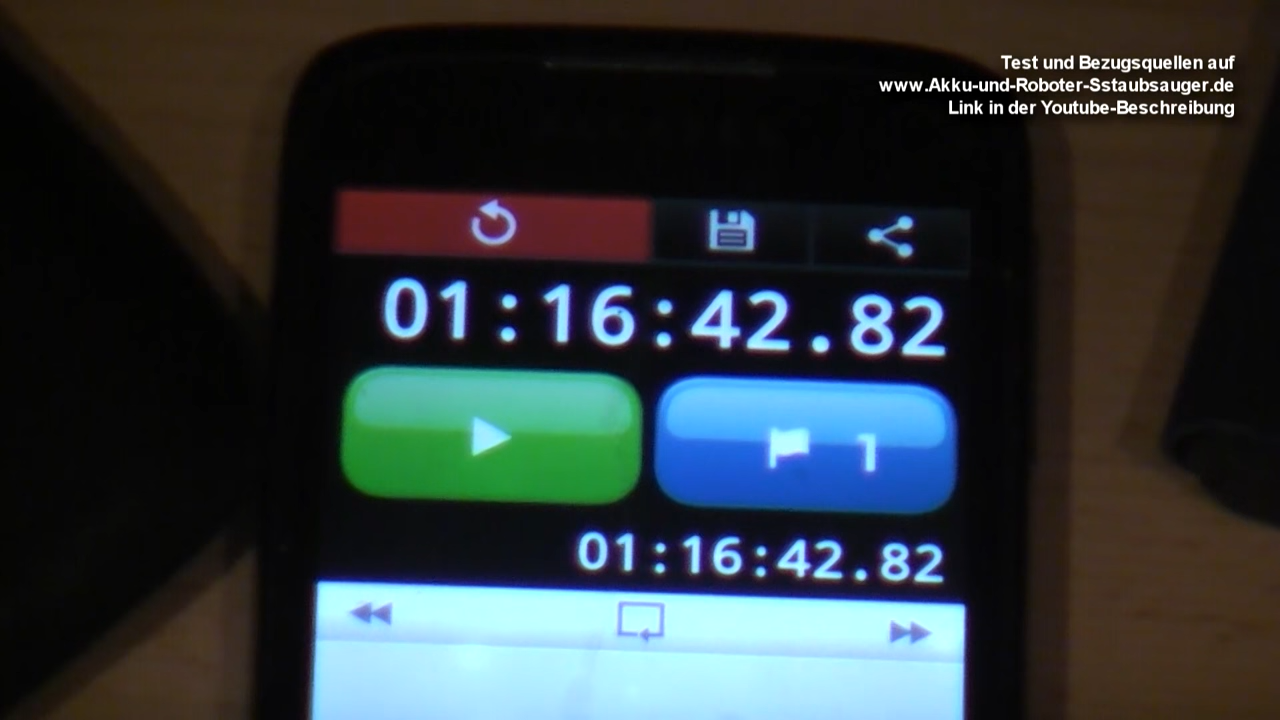 Test und Bezugsquellen auf
www.Akku-und-Roboter-Sstaubsauger.de
Link in der Youtube-Beschreibung
01:16:42.82
1
01:16:42.82